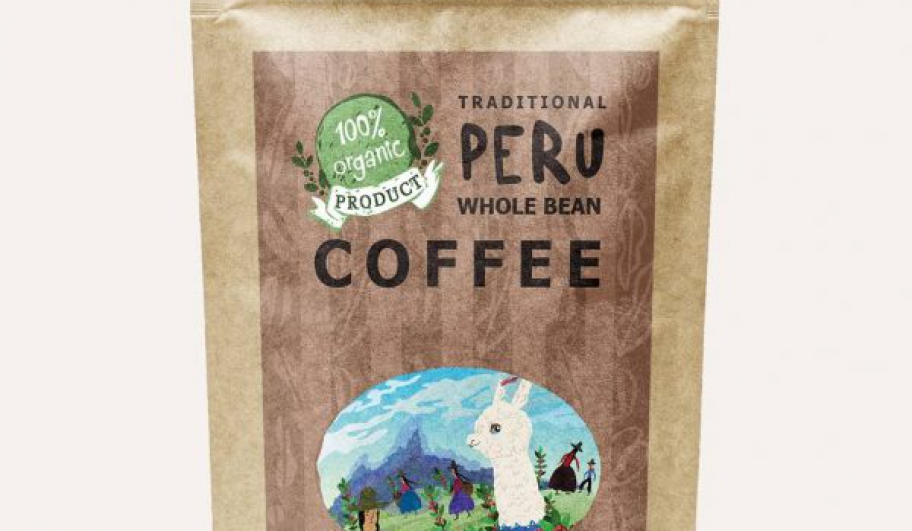 100%
organic
PRODUCT
TRADITIONAL
PERU
WHOLE BEAN
COFFEE